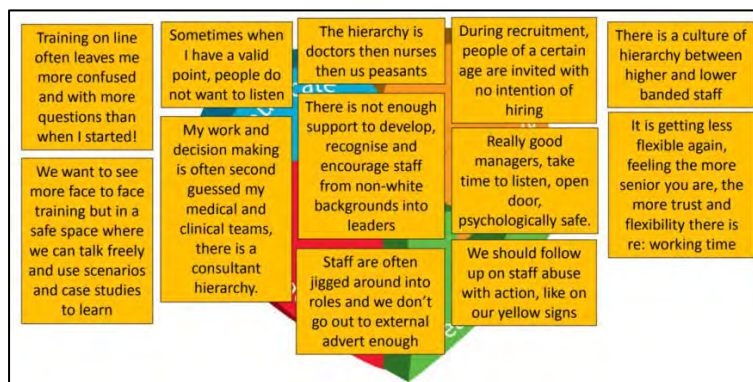 Training on line
often leaves me
more confused
and with more
questions than
when I started!
We want to see
more face to face
training but in a
safe space where
we can talk freely
and use scenarios
and case studies
to learn
Sometimes when
I have a valid
point, people do
not want to listen
My work and
decision making
is often second
guessed my
medical and
clinical teams,
there is a
consultant
hierarchy.
The hierarchy is
doctors then nurses
then us peasants
There is not enough
support to develop,
recognise and
encourage staff
from non-white
backgrounds into
leaders
Staff are often
jigged around into
roles and we don't
go out to external
advert enough
During recruitment,
people of a certain
age are invited with
no intention of
hiring
Really good
managers, take
time to listen, open
door,
psychologically safe.
We should follow
up on staff abuse
with action, like on
our yellow signs
There is a culture of
hierarchy between
higher and lower
banded staff
It is getting less
flexible again,
feeling the more
senior you are, the
more trust and
flexibility there is
re: working time